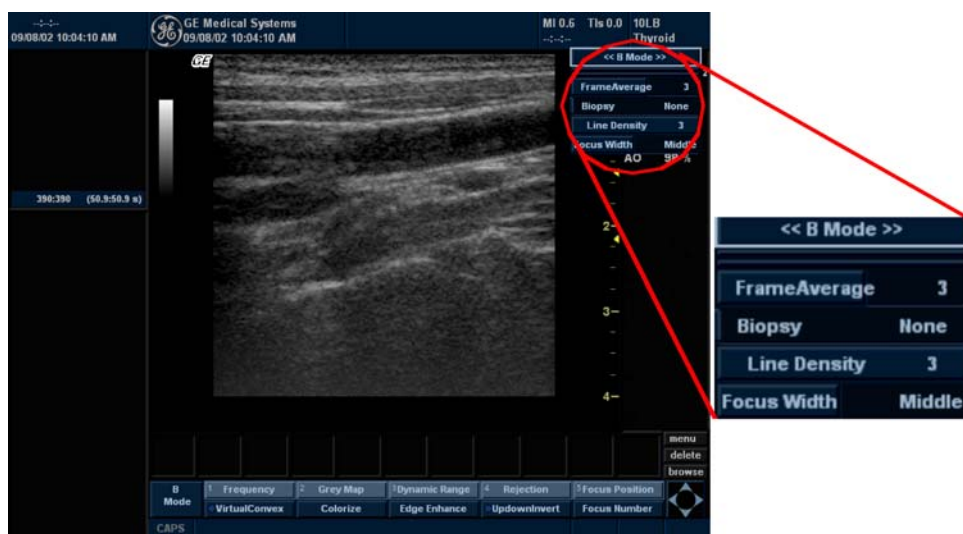 --:--:--
09/08/02 10:04:10 AM
GE Medical Systems
09/08/02 10:04:10 AM
MI 0.6 TIs 0.0 10LB
--:--:-- Thyroid
GE
<< B Mode >>
FrameAverage 3
Biopsy None
Line Density 3
Focus Width Middle
AO 98 %
390:390 (50.9:50.9 s)
2-
3-
4-
<< B Mode >>
FrameAverage 3
Biopsy None
Line Density 3
Focus Width Middle
menu
delete
browse
B Mode
1 Frequency 2 Grey Map 3 Dynamic Range 4 Rejection 5 Focus Position
VirtualConvex Colorize Edge Enhance UpdownInvert Focus Number
CAPS